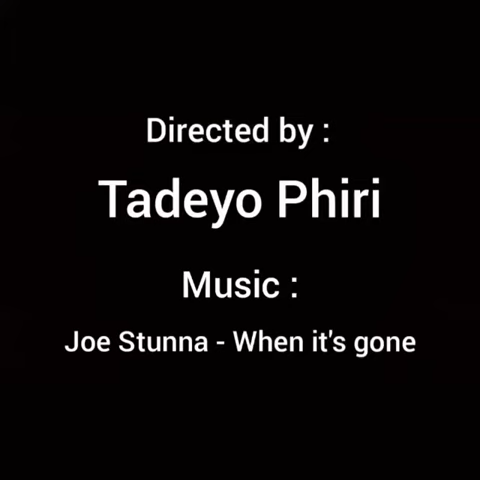 Directed by :
Tadeyo Phiri
Music :
Joe Stunna - When it's gone